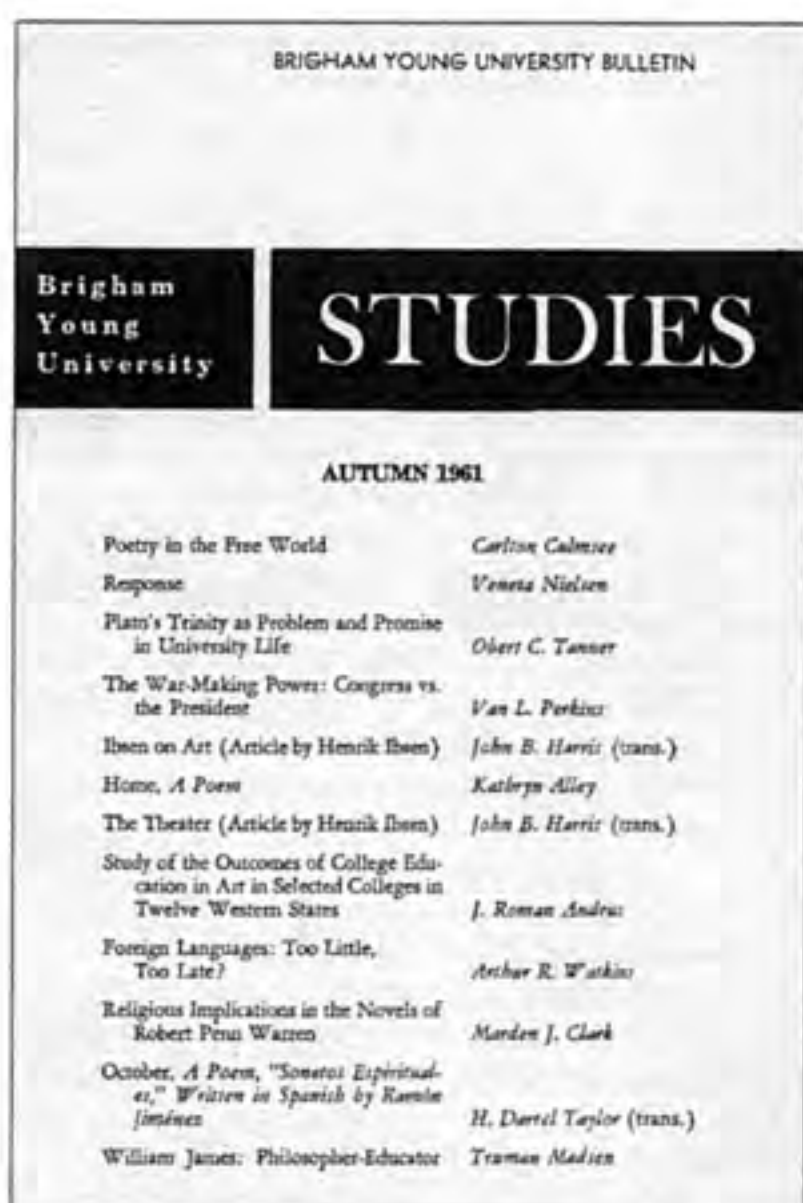 BRIGHAM YOUNG UNIVERSITY BULLETIN
Brigham
Young
University
STUDIES
AUTUMN 1961
Poetry in the Free World Carlton Culmsee
Response Veneta Nielsen
Plato's Trinity as Problem and Promise
in University Life Obert C. Tanner
The War-Making Power: Congress vs.
the President Van L. Perkins
Ibsen on Art (Article by Henrik Ibsen) John B. Harris (trans.)
Home, A Poem Kathryn Alley
The Theater (Article by Henrik Ibsen) John B. Harris (trans.)
Study of the Outcomes of College Edu-
cation in Art in Selected Colleges in
Twelve Western States J. Roman Andrus
Foreign Languages: Too Little,
Too Late? Arthur R. Watkins
Religious Implications in the Novels of
Robert Penn Warren Marden J. Clark
October, A Poem, "Sonetos Espiritual-
es," Written in Spanish by Ramón
Jiménez H. Darrel Taylor (trans.)
William James: Philosopher-Educator Truman Madsen